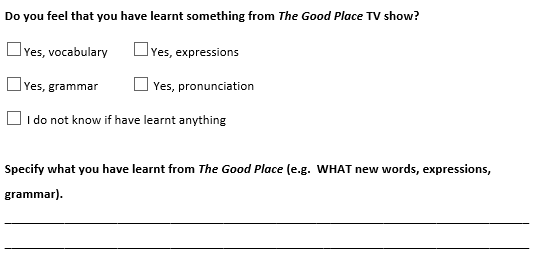 Do you feel that you have learnt something from The Good Place TV show?
Yes, vocabulary Yes, expressions
Yes, grammar Yes, pronunciation
I do not know if have learnt anything
Specify what you have learnt from The Good Place (e.g. WHAT new words, expressions,
grammar).